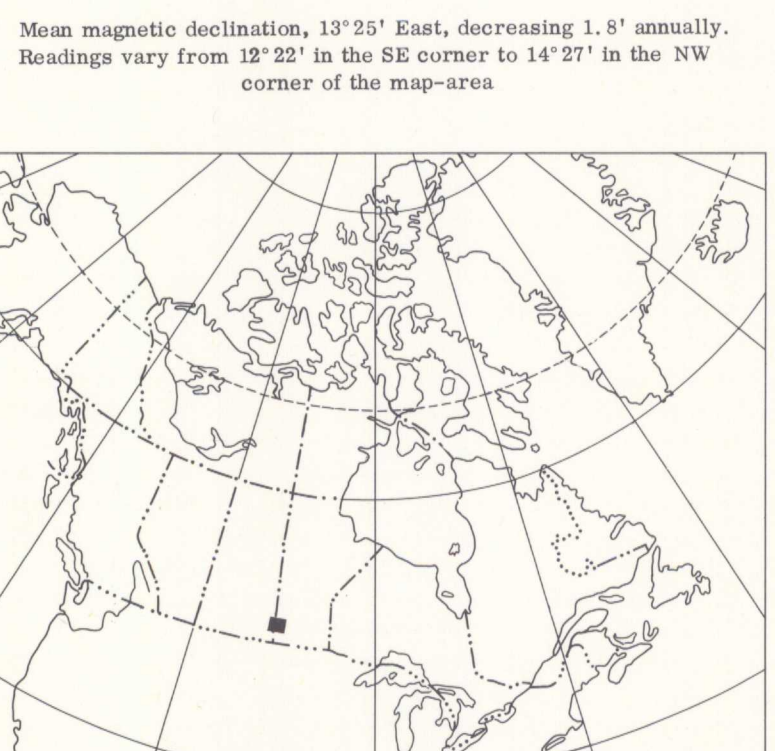 Mean magnetic declination, 13°25' East, decreasing 1.8' annually.
Readings vary from 12°22' in the SE corner to 14°27' in the NW
corner of the map-area